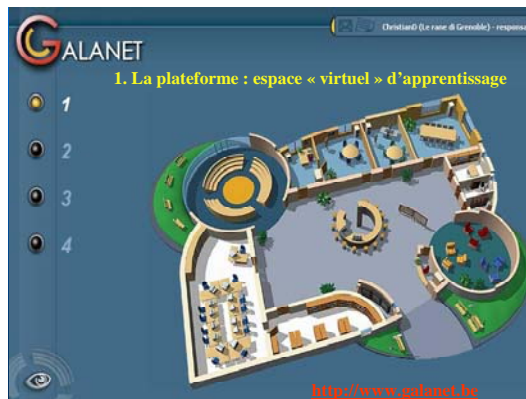 GALANET
ChristianD (Le rane di Grenoble) - responsa
1. La plateforme : espace « virtuel » d'apprentissage
1
2
3
4
http://www.galanet.be